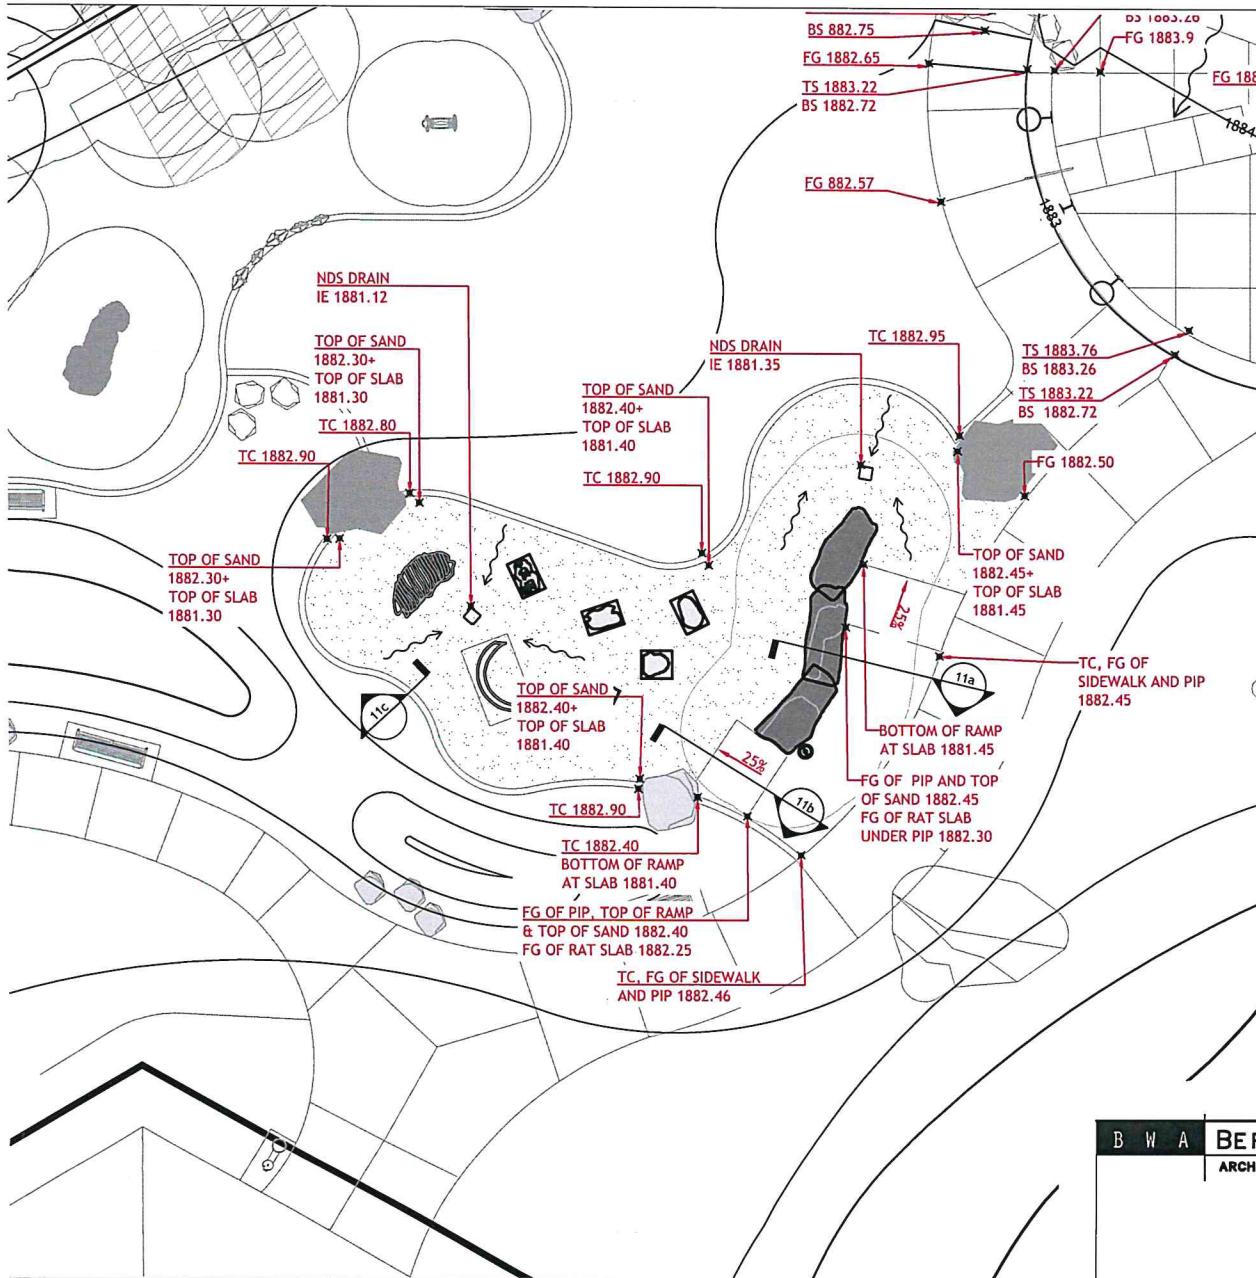 BS 882.75
BS 1883.26
FG 1883.9
FG 1882.65
TS 1883.22
BS 1882.72
FG 188
1884
FG 882.57
1883
NDS DRAIN
IE 1881.12
TOP OF SAND
1882.30+
TOP OF SLAB
1881.30
TC 1882.80
TC 1882.90
NDS DRAIN
IE 1881.35
TC 1882.95
TS 1883.76
BS 1883.26
TS 1883.22
BS 1882.72
TOP OF SAND
1882.40+
TOP OF SLAB
1881.40
TC 1882.90
FG 1882.50
TOP OF SAND
1882.30+
TOP OF SLAB
1881.30
TOP OF SAND
1882.45+
TOP OF SLAB
1881.45
25%
TC, FG OF
SIDEWALK AND PIP
1882.45
11a
11c
TOP OF SAND
1882.40+
TOP OF SLAB
1881.40
BOTTOM OF RAMP
AT SLAB 1881.45
25%
FG OF PIP AND TOP
OF SAND 1882.45
FG OF RAT SLAB
UNDER PIP 1882.30
11b
TC 1882.90
TC 1882.40
BOTTOM OF RAMP
AT SLAB 1881.40
FG OF PIP, TOP OF RAMP
& TOP OF SAND 1882.40
FG OF RAT SLAB 1882.25
TC, FG OF SIDEWALK
AND PIP 1882.46
B W A
BER
ARCH